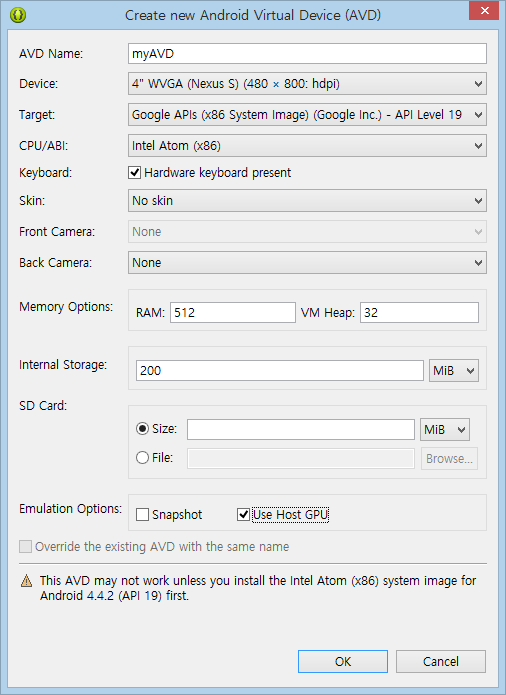 Create new Android Virtual Device (AVD)
AVD Name: myAVD
Device: 4" WVGA (Nexus S) (480 × 800: hdpi)
Target: Google APIs (x86 System Image) (Google Inc.) - API Level 19
CPU/ABI: Intel Atom (x86)
Keyboard: Hardware keyboard present
Skin: No skin
Front Camera: None
Back Camera: None
Memory Options: RAM: 512 VM Heap: 32
Internal Storage: 200 MiB
SD Card:
Size: MiB
File: Browse...
Emulation Options: Snapshot Use Host GPU
Override the existing AVD with the same name
This AVD may not work unless you install the Intel Atom (x86) system image for
Android 4.4.2 (API 19) first.
OK Cancel